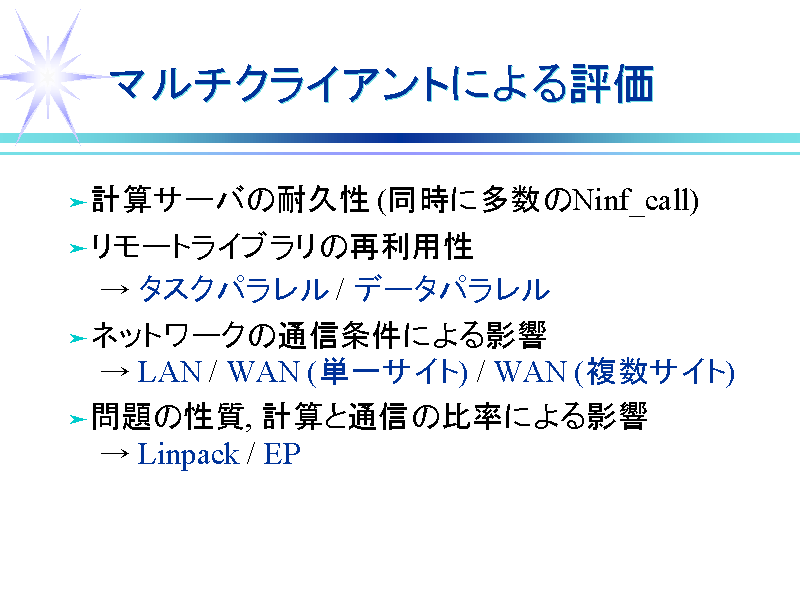 マルチクライアントによる評価
計算サーバの耐久性 (同時に多数のNinf_call)
リモートライブラリの再利用性
→ タスクパラレル / データパラレル
ネットワークの通信条件による影響
→ LAN / WAN (単一サイト) / WAN (複数サイト)
問題の性質, 計算と通信の比率による影響
→ Linpack / EP